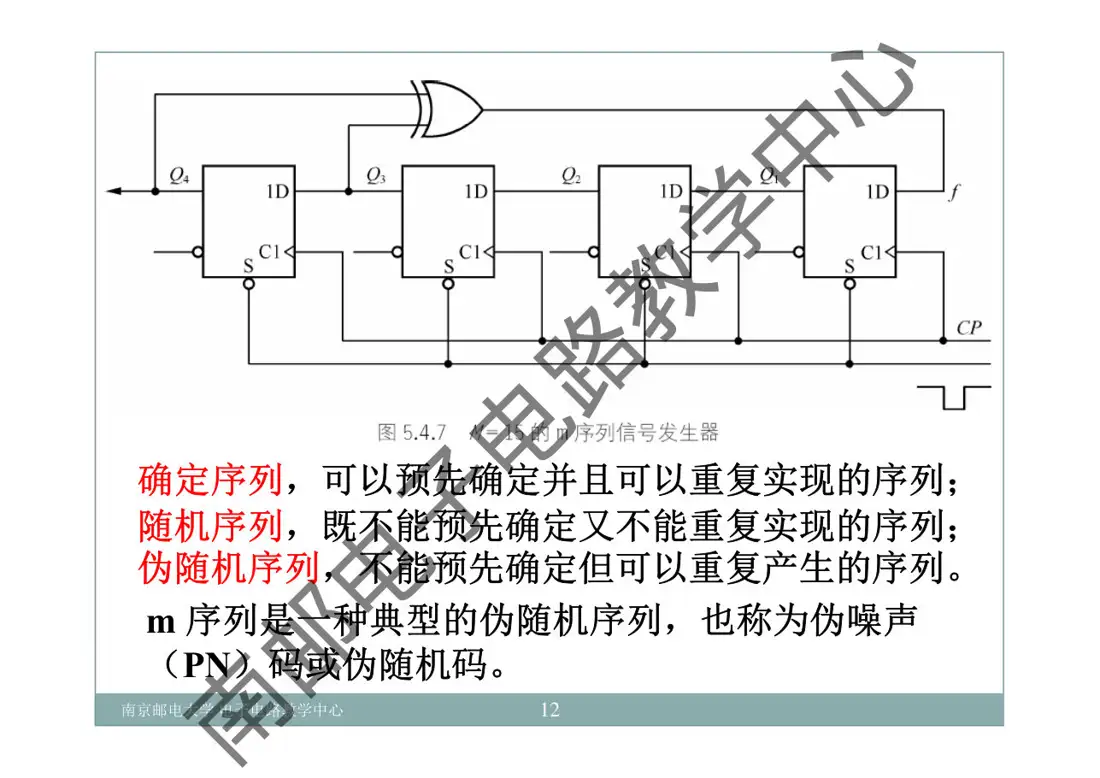 Q4 1D Q3 1D Q2 1D Q1 1D f
C1 C1 C1 C1
S S S S
CP
图 5.4.7 M=15 的 m 序列信号发生器
确定序列，可以预先确定并且可以重复实现的序列；
随机序列，既不能预先确定又不能重复实现的序列；
伪随机序列，不能预先确定但可以重复产生的序列。
m 序列是一种典型的伪随机序列，也称为伪噪声
（PN）码或伪随机码。
南京邮电大学 电子电路教学中心
12
南邮电子电路教学中心